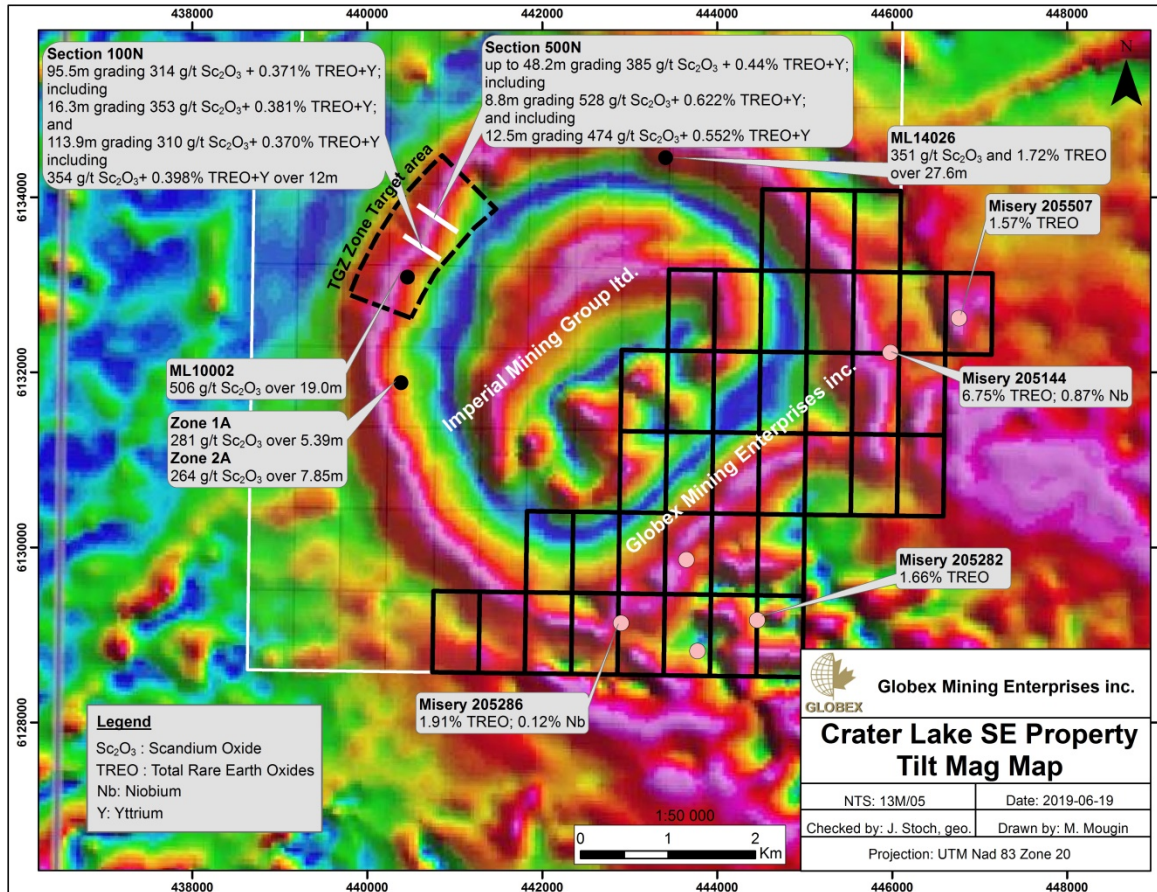 438000
440000
442000
444000
446000
448000
N
Section 100N
95.5m grading 314 g/t Sc₂O₃ + 0.371% TREO+Y;
including
16.3m grading 353 g/t Sc₂O₃+ 0.381% TREO+Y;
and
113.9m grading 310 g/t Sc₂O₃+ 0.370% TREO+Y
including
354 g/t Sc₂O₃+ 0.398% TREO+Y over 12m
Section 500N
up to 48.2m grading 385 g/t Sc₂O₃ + 0.44% TREO+Y;
including
8.8m grading 528 g/t Sc₂O₃+ 0.622% TREO+Y;
and including
12.5m grading 474 g/t Sc₂O₃+ 0.552% TREO+Y
ML14026
351 g/t Sc₂O₃ and 1.72% TREO
over 27.6m
Misery 205507
1.57% TREO
6134000
6134000
TGZ Zone Target area
Imperial Mining Group ltd.
ML10002
506 g/t Sc₂O₃ over 19.0m
6132000
6132000
Misery 205144
6.75% TREO; 0.87% Nb
Zone 1A
281 g/t Sc₂O₃ over 5.39m
Zone 2A
264 g/t Sc₂O₃ over 7.85m
Globex Mining Enterprises inc.
6130000
6130000
Misery 205282
1.66% TREO
Misery 205286
1.91% TREO; 0.12% Nb
6128000
6128000
Legend
Sc₂O₃ : Scandium Oxide
TREO : Total Rare Earth Oxides
Nb: Niobium
Y: Yttrium
1:50 000
0 1 2
Km
GLOBEX
Globex Mining Enterprises inc.
Crater Lake SE Property
Tilt Mag Map
NTS: 13M/05
Date: 2019-06-19
Checked by: J. Stoch, geo.
Drawn by: M. Mougin
Projection: UTM Nad 83 Zone 20
438000
440000
442000
444000
446000
448000